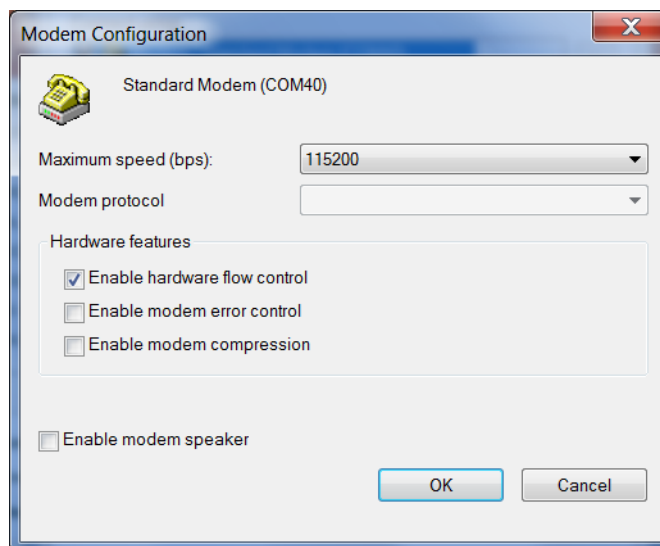 Modem Configuration
Standard Modem (COM40)
Maximum speed (bps):
115200
Modem protocol
Hardware features
Enable hardware flow control
Enable modem error control
Enable modem compression
Enable modem speaker
OK
Cancel